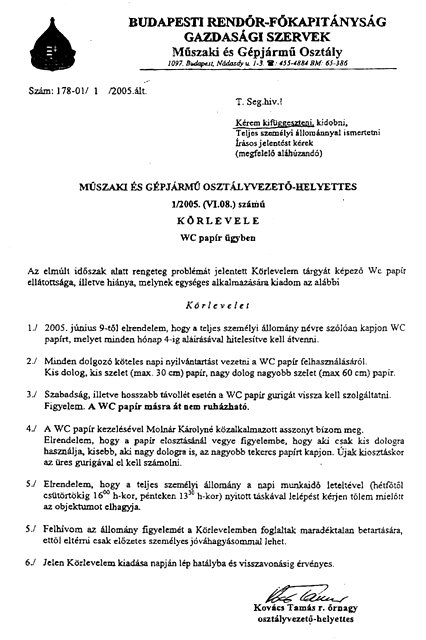 BUDAPESTI RENDŐR-FŐKAPITÁNYSÁG
GAZDASÁGI SZERVEK
Műszaki és Gépjármű Osztály
1097. Budapest, Nádasdy u. 1-3. ☎: 455-4884 BM: 65-386
Szám: 178-01/ 1 /2005.ált.
T. Seg.hiv.!
Kérem kifüggeszteni, kidobni,
Teljes személyi állománnyal ismertetni
Írásos jelentést kérek
(megfelelő aláhúzandó)
MŰSZAKI ÉS GÉPJÁRMŰ OSZTÁLYVEZETŐ-HELYETTES
1/2005. (VI.08.) számú
KÖRLEVELE
WC papír ügyben
Az elmúlt időszak alatt rengeteg problémát jelentett Körlevelem tárgyát képező Wc papír
ellátottsága, illetve hiánya, melynek egységes alkalmazására kiadom az alábbi
Körlevelet
1./ 2005. június 9-től elrendelem, hogy a teljes személyi állomány névre szólóan kapjon WC
papírt, melyet minden hónap 4-ig aláírásával hitelesítve kell átvenni.
2./ Minden dolgozó köteles napi nyilvántartást vezetni a WC papír felhasználásáról.
Kis dolog, kis szelet (max. 30 cm) papír, nagy dolog nagyobb szelet (max 60 cm) papír.
3./ Szabadság, illetve hosszabb távollét esetén a WC papír gurigát vissza kell szolgáltatni.
Figyelem. A WC papír másra át nem ruházható.
4./ A WC papír kezelésével Molnár Károlyné közalkalmazott asszonyt bízom meg.
Elrendelem, hogy a papír elosztásánál vegye figyelembe, hogy aki csak kis dologra
használja, kisebb, aki nagy dologra is, az nagyobb tekeres papírt kapjon. Újak kiosztáskor
az üres gurigával el kell számolni.
5./ Elrendelem, hogy a teljes személyi állomány a napi munkaidő leteltével (hétfőtől
csütörtökig 16⁰⁰ h-kor, pénteken 13³⁰ h-kor) nyitott táskával lelépést kérjen tőlem mielőtt
az objektumot elhagyja.
5./ Felhívom az állomány figyelmét a Körlevelemben foglaltak maradéktalan betartására,
ettől eltérni csak előzetes személyes jóváhagyásommal lehet.
6./ Jelen Körlevelem kiadása napján lép hatályba és visszavonásig érvényes.
Kovács Tamás r. őrnagy
osztályvezető-helyettes